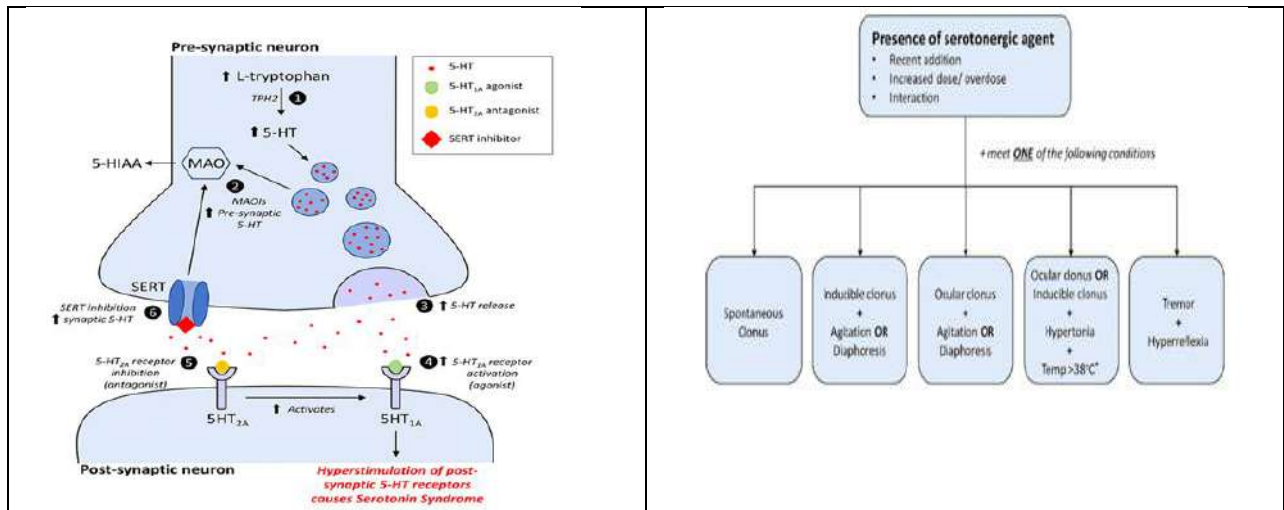 Pre-synaptic neuron
⬆ L-tryptophan
TPH2
1
⬆ 5-HT
5-HIAA
MAO
2
MAOIs
⬆ Pre-synaptic
5-HT
SERT
SERT inhibition
⬆ synaptic 5-HT
6
3
⬆ 5-HT release
5-HT2A receptor
inhibition
(antagonist)
5
4
⬆ 5-HT2A receptor
activation
(agonist)
5HT2A
⬆ Activates
5HT1A
Post-synaptic neuron
Hyperstimulation of post-
synaptic 5-HT receptors
causes Serotonin Syndrome
5-HT
5-HT1A agonist
5-HT2A antagonist
SERT inhibitor
Presence of serotonergic agent
• Recent addition
• Increased dose/ overdose
• Interaction
+ meet ONE of the following conditions
Spontaneous
Clonus
Inducible clonus
+
Agitation OR
Diaphoresis
Ocular clonus
+
Agitation OR
Diaphoresis
Ocular clonus OR
Inducible clonus
+
Hypertonia
+
Temp >38°C*
Tremor
+
Hyperreflexia